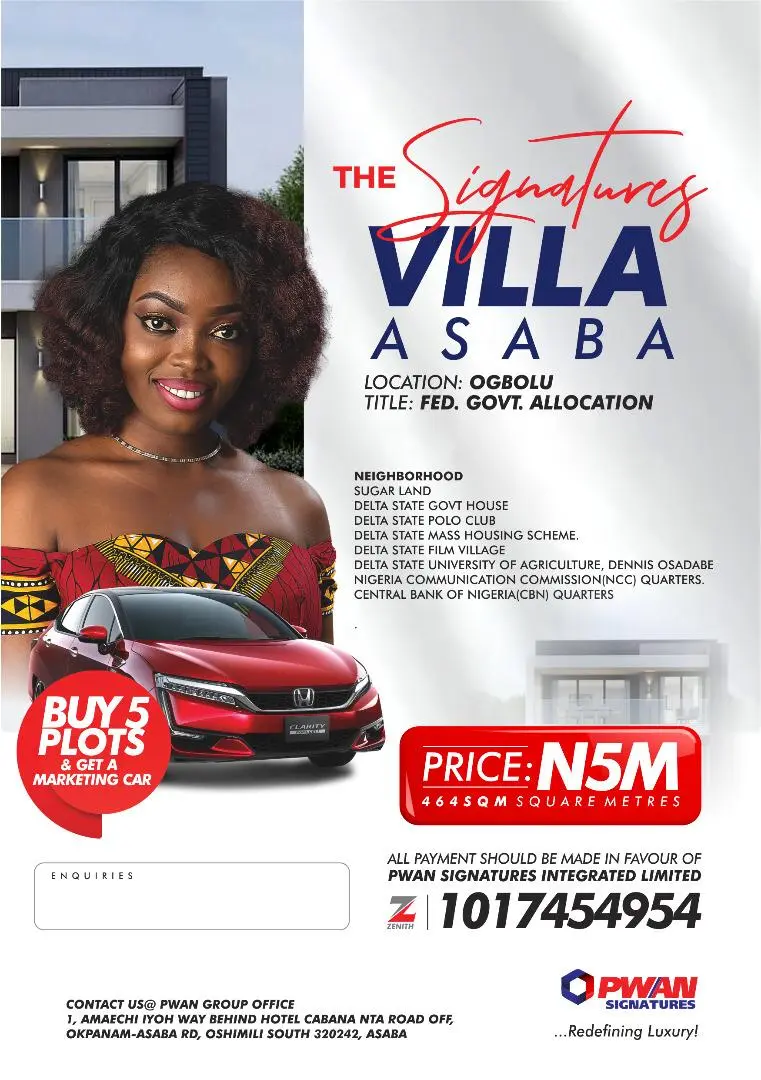 THE Signatures
VILLA
ASABA
LOCATION: OGBOLU
TITLE: FED. GOVT. ALLOCATION
NEIGHBORHOOD
SUGAR LAND
DELTA STATE GOVT HOUSE
DELTA STATE POLO CLUB
DELTA STATE MASS HOUSING SCHEME.
DELTA STATE FILM VILLAGE
DELTA STATE UNIVERSITY OF AGRICULTURE, DENNIS OSADABE
NIGERIA COMMUNICATION COMMISSION(NCC) QUARTERS.
CENTRAL BANK OF NIGERIA(CBN) QUARTERS
.
CLARITY
BUY 5
PLOTS
& GET A
MARKETING CAR
PRICE: N5M
464SQM SQUARE METRES
ENQUIRIES
ALL PAYMENT SHOULD BE MADE IN FAVOUR OF
PWAN SIGNATURES INTEGRATED LIMITED
ZENITH
1017454954
CONTACT US@ PWAN GROUP OFFICE
1, AMAECHI IYOH WAY BEHIND HOTEL CABANA NTA ROAD OFF,
OKPANAM-ASABA RD, OSHIMILI SOUTH 320242, ASABA
PWAN
SIGNATURES
...Redefining Luxury!